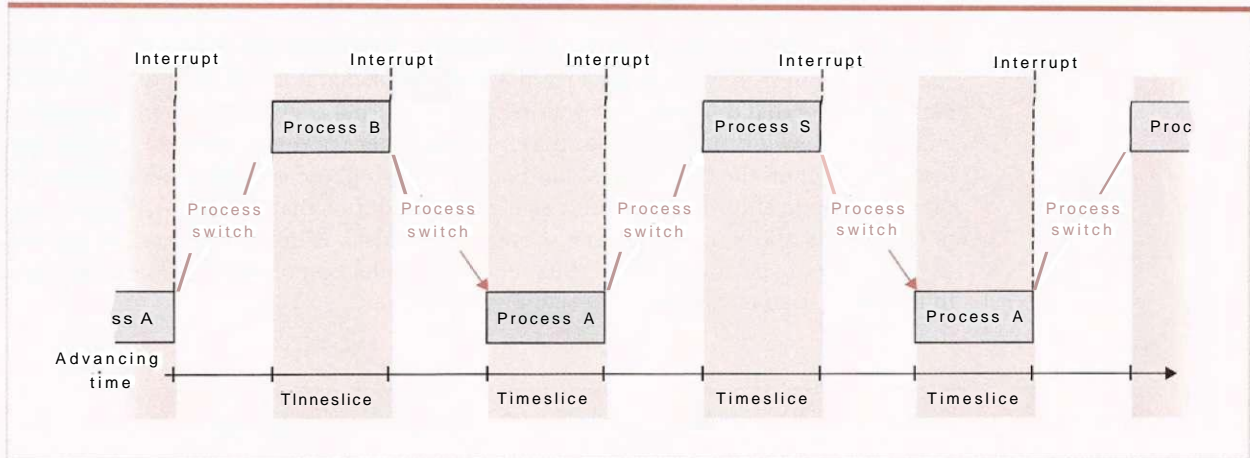 Interrupt
Interrupt
Interrupt
Interrupt
Interrupt
Process B
Process S
Proc
Process
switch
Process
switch
Process
switch
Process
switch
Process
switch
ss A
Process A
Process A
Advancing
time
TInneslice
Timeslice
Timeslice
Timeslice